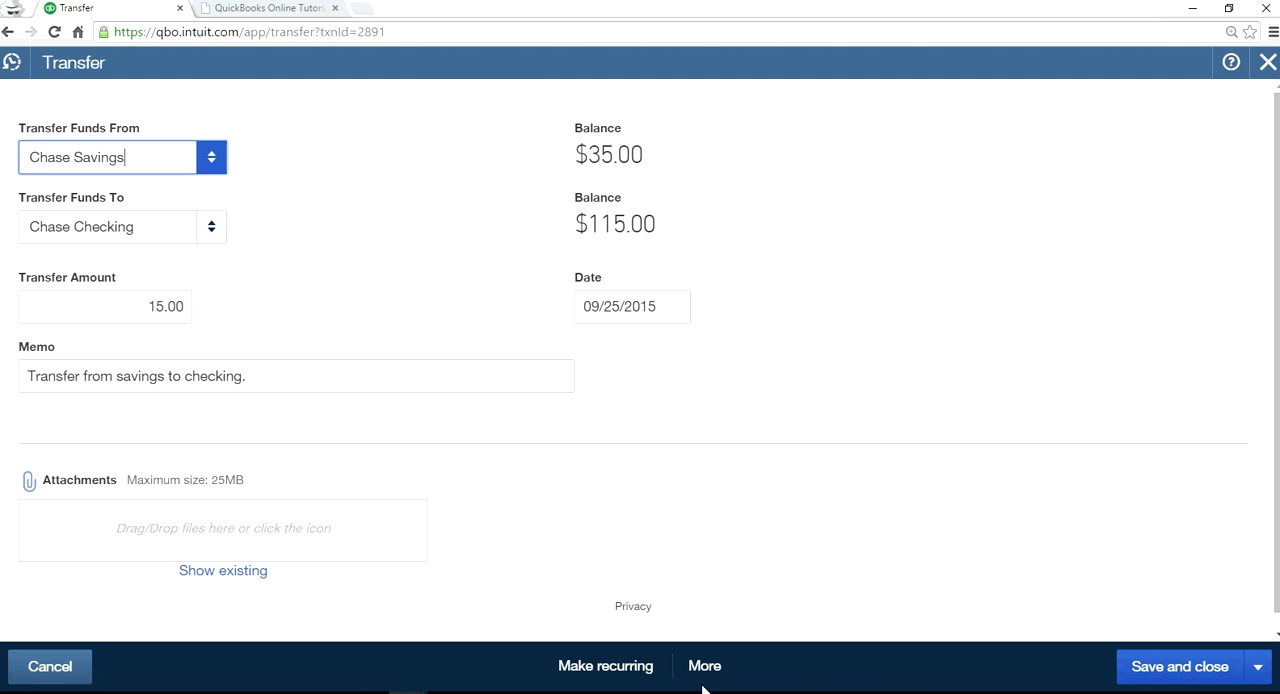 Transfer
QuickBooks Online Tutori
https://qbo.intuit.com/app/transfer?txnId=2891
Transfer
Transfer Funds From
Balance
Chase Savings
$35.00
Transfer Funds To
Balance
Chase Checking
$115.00
Transfer Amount
Date
15.00
09/25/2015
Memo
Transfer from savings to checking.
Attachments Maximum size: 25MB
Drag/Drop files here or click the icon
Show existing
Privacy
Cancel
Make recurring
More
Save and close